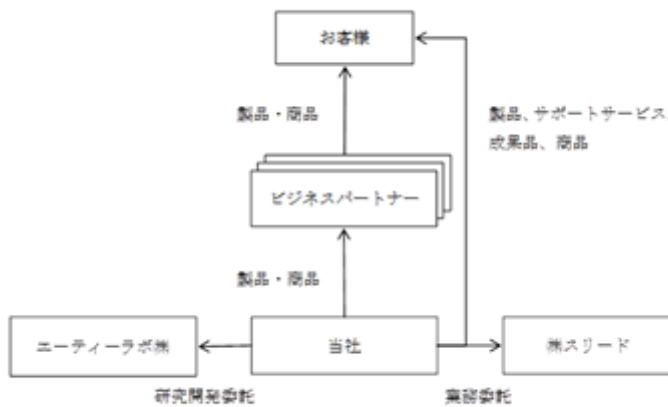 お客様
製品・商品
製品、サポートサービス、
成果品、商品
ビジネスパートナー
製品・商品
エーティーラボ㈱
当社
㈱スリード
研究開発委託
業務委託